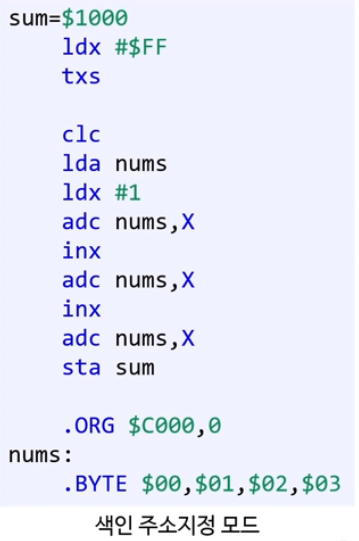 sum=$1000
ldx #$FF
txs
clc
lda nums
ldx #1
adc nums,X
inx
adc nums,X
inx
adc nums,X
sta sum
.ORG $C000,0
nums:
.BYTE $00,$01,$02,$03
색인 주소지정 모드